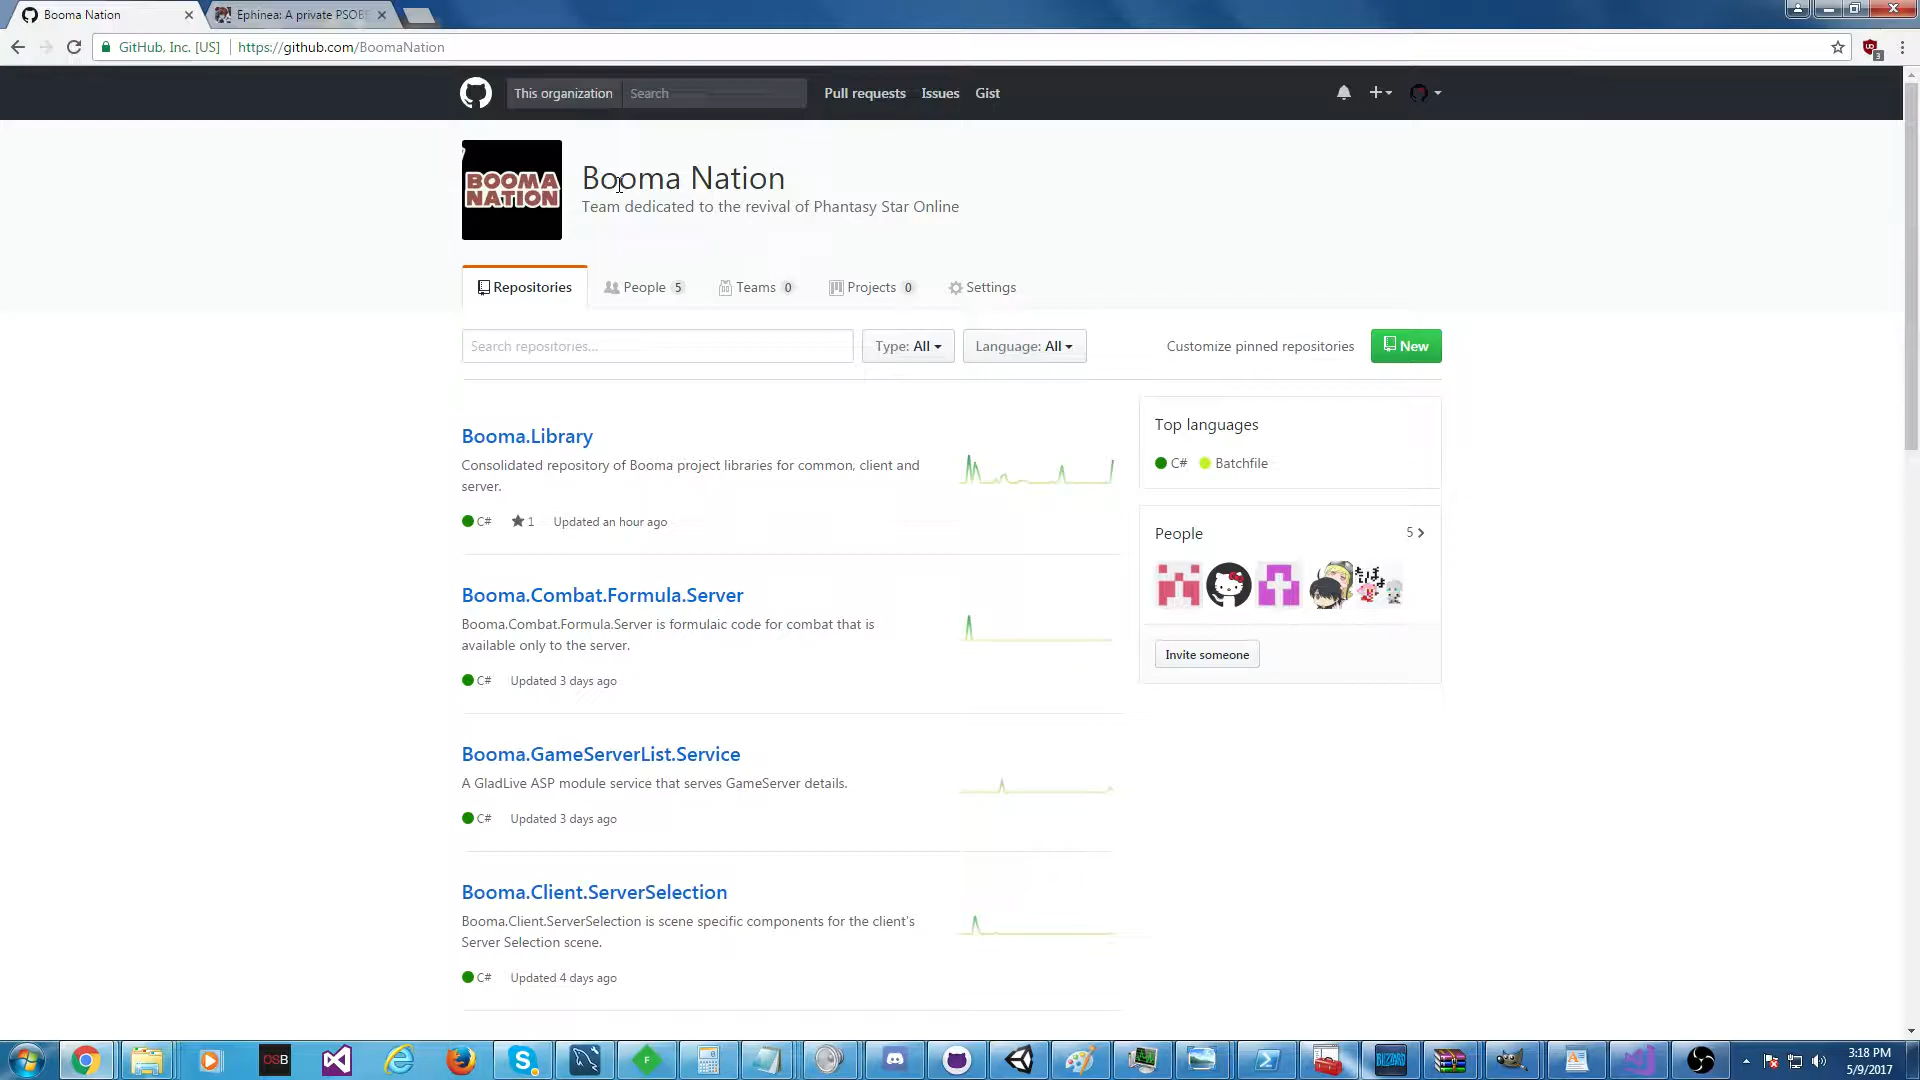 Booma Nation
Ephinea: A private PSOBB
GitHub, Inc. [US]
https://github.com/BoomaNation
This organization
Search
Pull requests
Issues
Gist
BOOMA
NATION
Booma Nation
Team dedicated to the revival of Phantasy Star Online
Repositories
People 5
Teams 0
Projects 0
Settings
Search repositories...
Type: All
Language: All
Customize pinned repositories
New
Booma.Library
Consolidated repository of Booma project libraries for common, client and
server.
C#
1
Updated an hour ago
Top languages
C#
Batchfile
People
5
Invite someone
Booma.Combat.Formula.Server
Booma.Combat.Formula.Server is formulaic code for combat that is
available only to the server.
C#
Updated 3 days ago
Booma.GameServerList.Service
A GladLive ASP module service that serves GameServer details.
C#
Updated 3 days ago
Booma.Client.ServerSelection
Booma.Client.ServerSelection is scene specific components for the client's
Server Selection scene.
C#
Updated 4 days ago
OSB
3:18 PM
5/9/2017